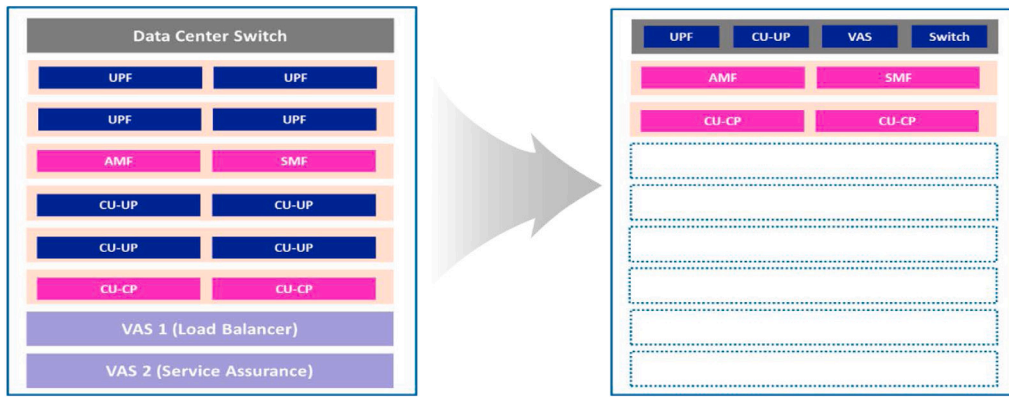 Data Center Switch
UPF UPF
UPF UPF
AMF SMF
CU-UP CU-UP
CU-UP CU-UP
CU-CP CU-CP
VAS 1 (Load Balancer)
VAS 2 (Service Assurance)
UPF CU-UP VAS Switch
AMF SMF
CU-CP CU-CP